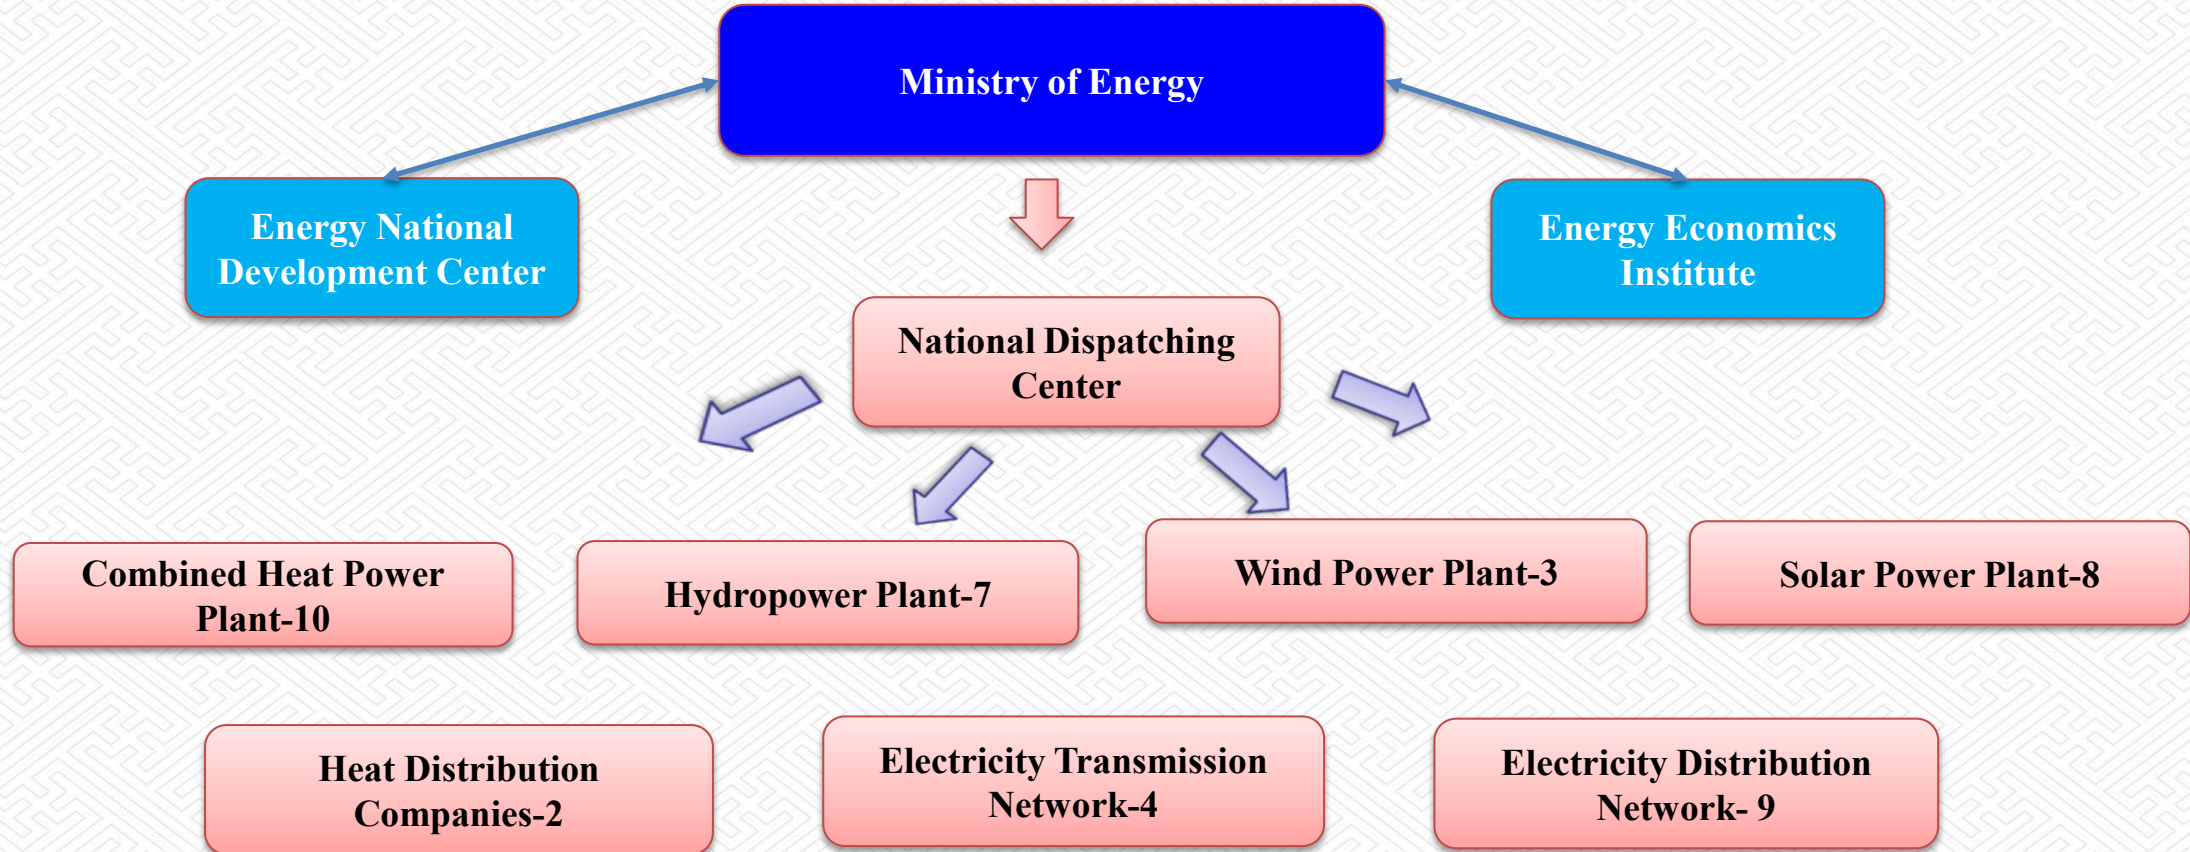 Ministry of Energy
Energy National
Development Center
Energy Economics
Institute
National Dispatching
Center
Combined Heat Power
Plant-10
Hydropower Plant-7
Wind Power Plant-3
Solar Power Plant-8
Heat Distribution
Companies-2
Electricity Transmission
Network-4
Electricity Distribution
Network- 9